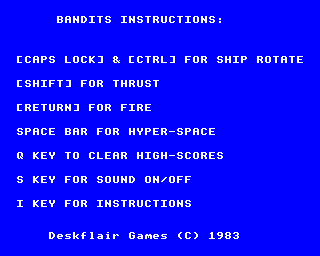 BANDITS INSTRUCTIONS:
[CAPS LOCK] & [CTRL] FOR SHIP ROTATE
[SHIFT] FOR THRUST
[RETURN] FOR FIRE
SPACE BAR FOR HYPER-SPACE
Q KEY TO CLEAR HIGH-SCORES
S KEY FOR SOUND ON/OFF
I KEY FOR INSTRUCTIONS
Deskflair Games (C) 1983